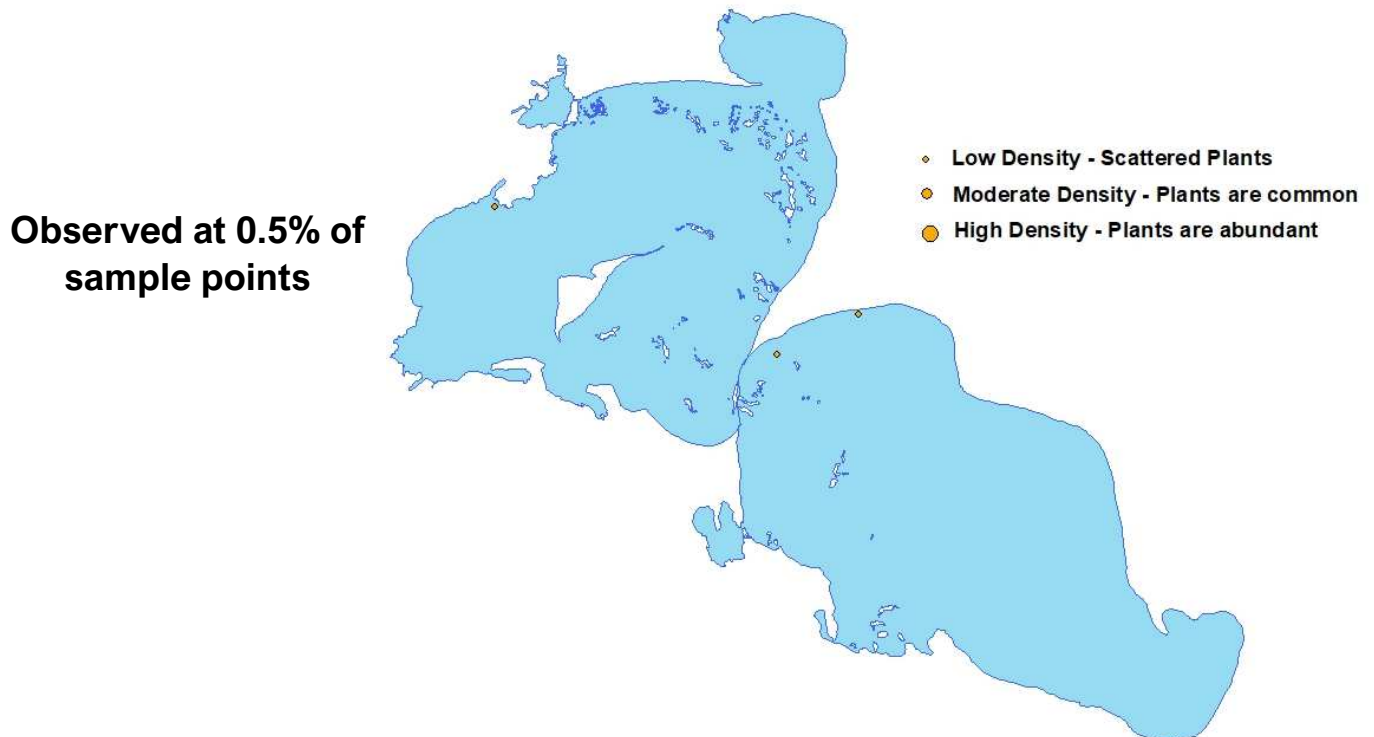 Observed at 0.5% of
sample points
Low Density - Scattered Plants
Moderate Density - Plants are common
High Density - Plants are abundant